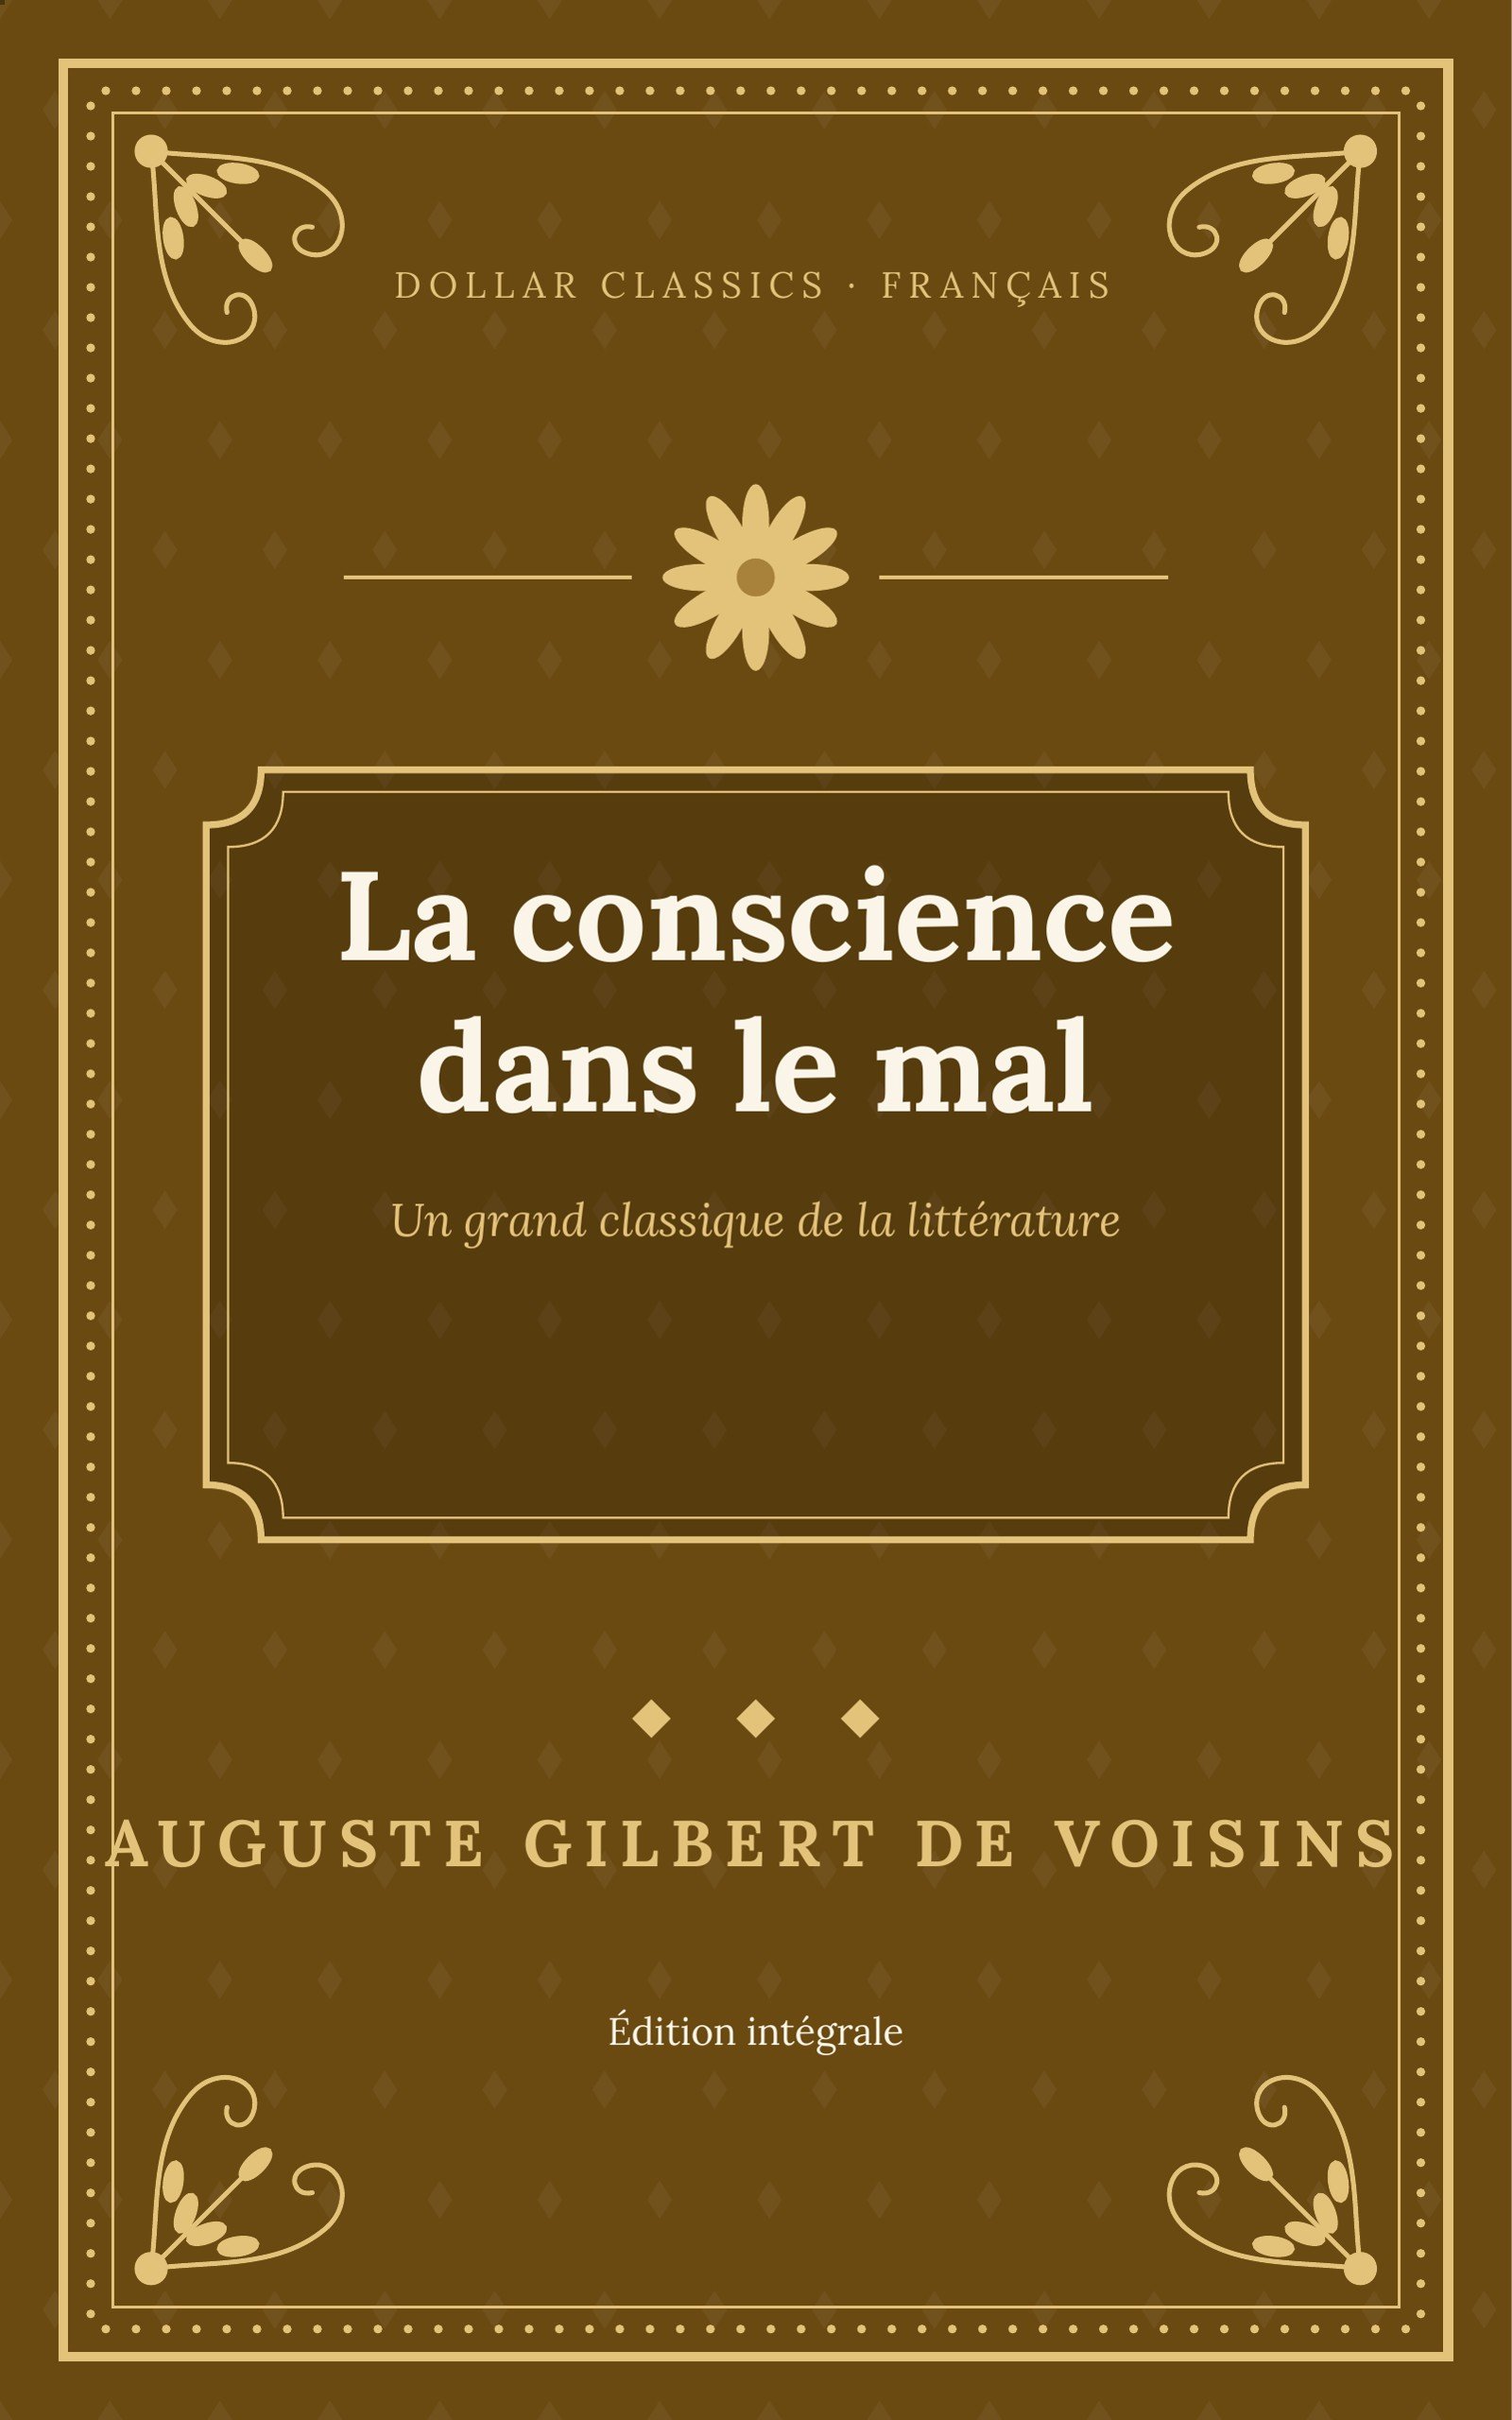 DOLLAR CLASSICS · FRANÇAIS
La conscience
dans le mal
Un grand classique de la littérature
AUGUSTE GILBERT DE VOISINS
Édition intégrale